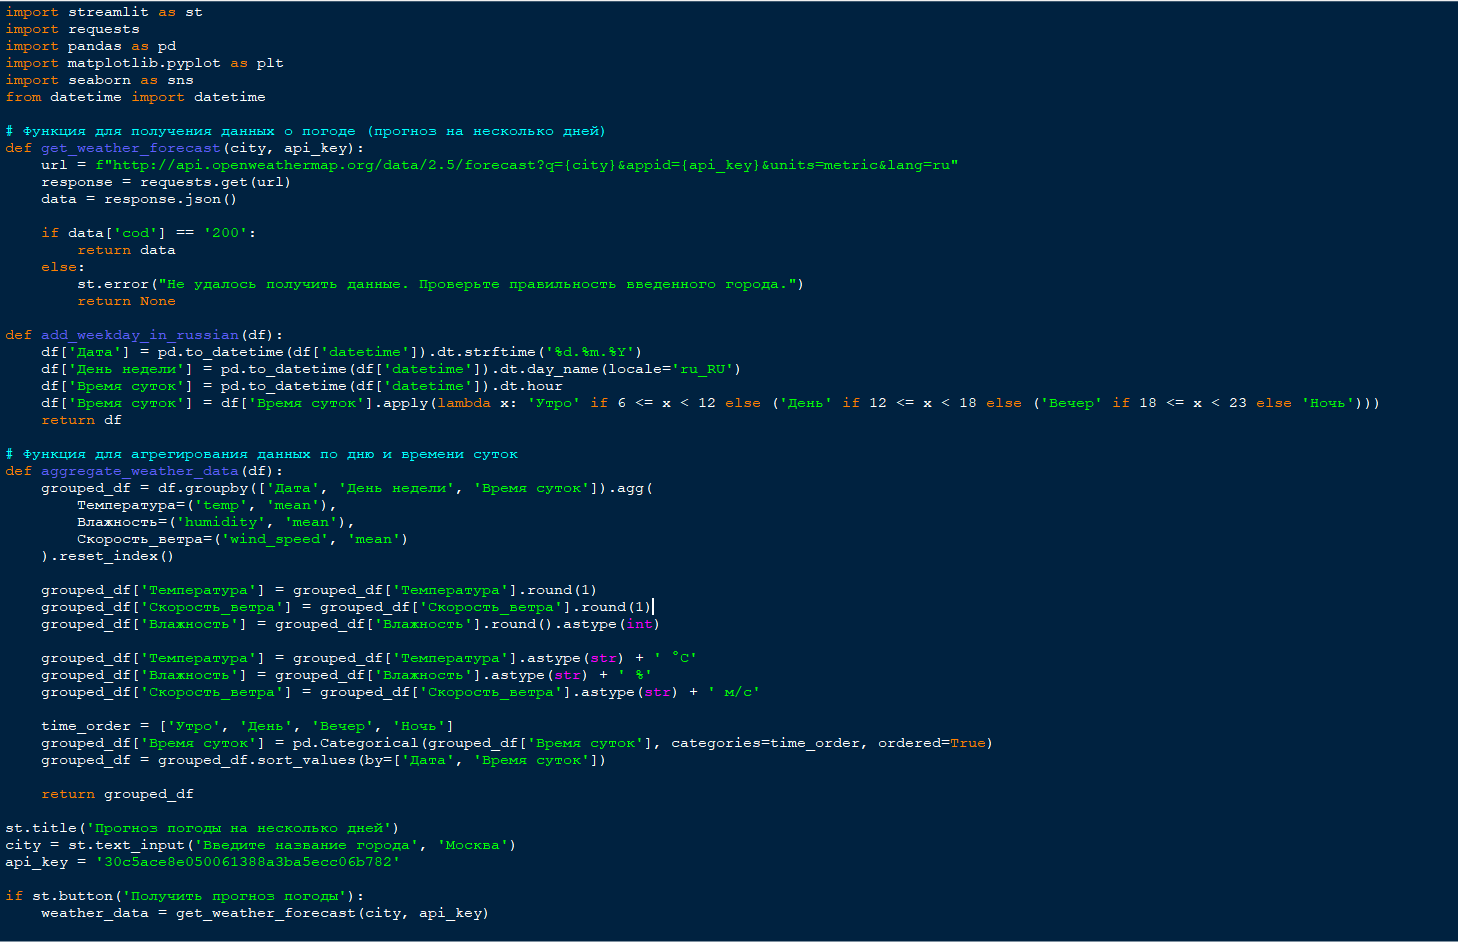 import streamlit as st
import requests
import pandas as pd
import matplotlib.pyplot as plt
import seaborn as sns
from datetime import datetime

# Функция для получения данных о погоде (прогноз на несколько дней)
def get_weather_forecast(city, api_key):
    url = f"http://api.openweathermap.org/data/2.5/forecast?q={city}&appid={api_key}&units=metric&lang=ru"
    response = requests.get(url)
    data = response.json()

    if data['cod'] == '200':
        return data
    else:
        st.error("Не удалось получить данные. Проверьте правильность введенного города.")
        return None

def add_weekday_in_russian(df):
    df['Дата'] = pd.to_datetime(df['datetime']).dt.strftime('%d.%m.%Y')
    df['День недели'] = pd.to_datetime(df['datetime']).dt.day_name(locale='ru_RU')
    df['Время суток'] = pd.to_datetime(df['datetime']).dt.hour
    df['Время суток'] = df['Время суток'].apply(lambda x: 'Утро' if 6 <= x < 12 else ('День' if 12 <= x < 18 else ('Вечер' if 18 <= x < 23 else 'Ночь')))
    return df

# Функция для агрегирования данных по дню и времени суток
def aggregate_weather_data(df):
    grouped_df = df.groupby(['Дата', 'День недели', 'Время суток']).agg(
        Температура=('temp', 'mean'),
        Влажность=('humidity', 'mean'),
        Скорость_ветра=('wind_speed', 'mean')
    ).reset_index()

    grouped_df['Температура'] = grouped_df['Температура'].round(1)
    grouped_df['Скорость_ветра'] = grouped_df['Скорость_ветра'].round(1)
    grouped_df['Влажность'] = grouped_df['Влажность'].round().astype(int)

    grouped_df['Температура'] = grouped_df['Температура'].astype(str) + ' °C'
    grouped_df['Влажность'] = grouped_df['Влажность'].astype(str) + ' %'
    grouped_df['Скорость_ветра'] = grouped_df['Скорость_ветра'].astype(str) + ' м/с'

    time_order = ['Утро', 'День', 'Вечер', 'Ночь']
    grouped_df['Время суток'] = pd.Categorical(grouped_df['Время суток'], categories=time_order, ordered=True)
    grouped_df = grouped_df.sort_values(by=['Дата', 'Время суток'])

    return grouped_df

st.title('Прогноз погоды на несколько дней')
city = st.text_input('Введите название города', 'Москва')
api_key = '30c5ace8e050061388a3ba5ecc06b782'

if st.button('Получить прогноз погоды'):
    weather_data = get_weather_forecast(city, api_key)